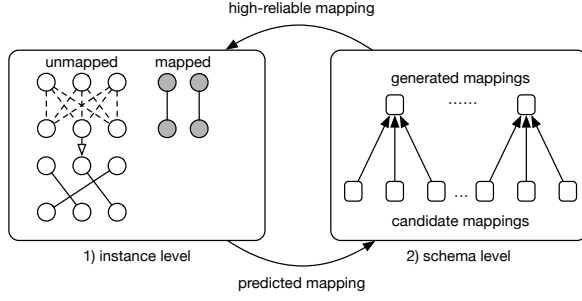 high-reliable mapping
unmapped
mapped
generated mappings
......
...
candidate mappings
1) instance level
2) schema level
predicted mapping